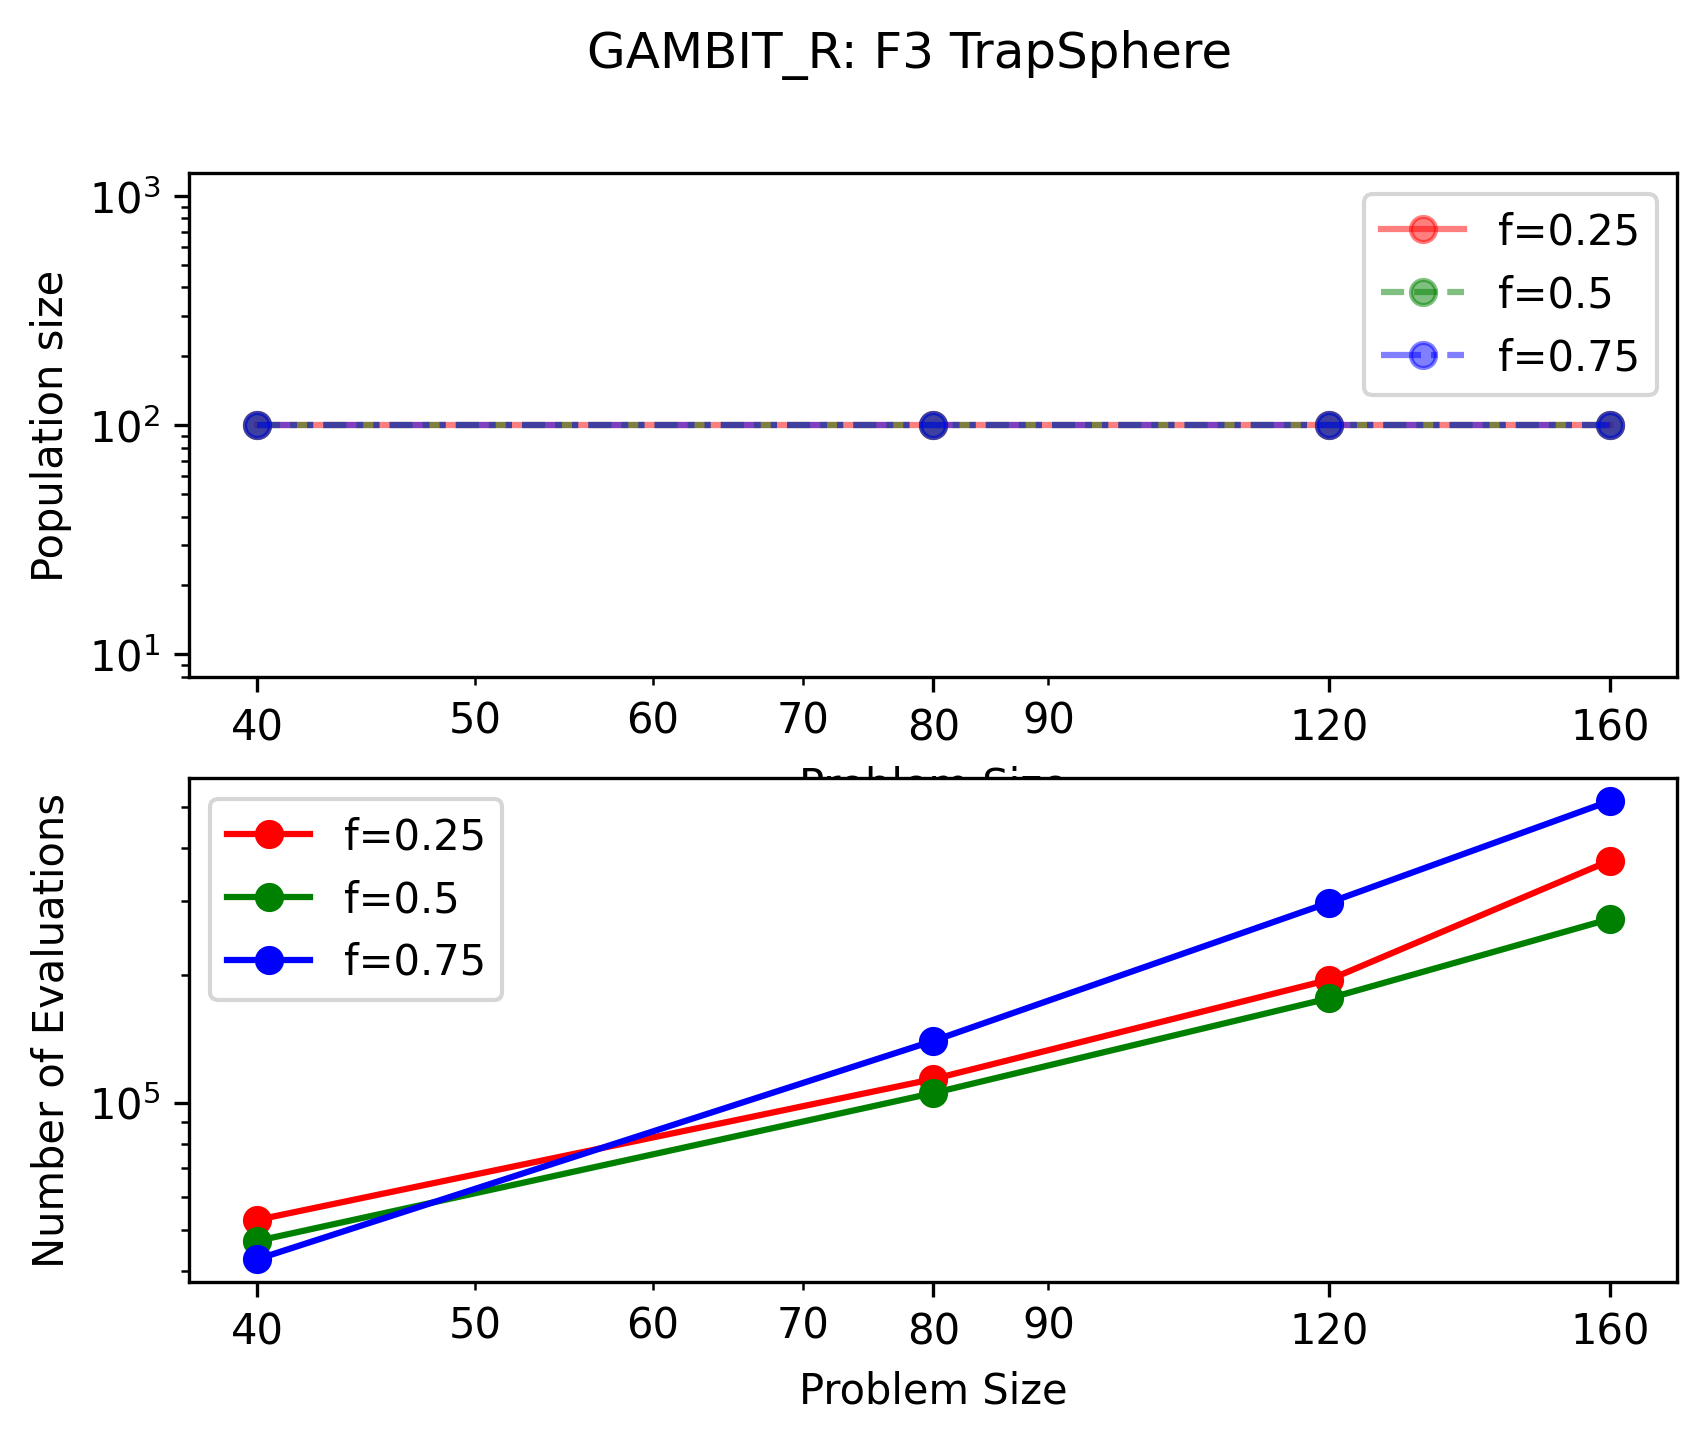 GAMBIT_R: F3 TrapSphere
Population size
10³
10²
10¹
f=0.25
f=0.5
f=0.75
40 50 60 70 80 90 120 160
Problem Size
Number of Evaluations
10⁵
f=0.25
f=0.5
f=0.75
40 50 60 70 80 90 120 160
Problem Size